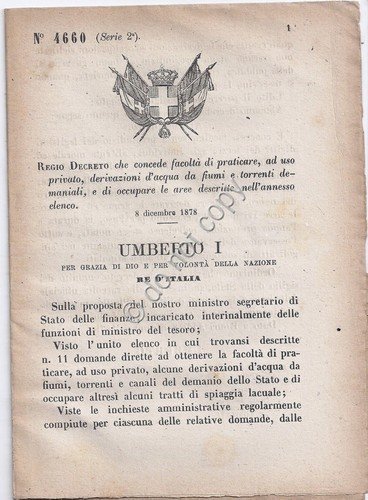 N° 4660 (Serie 2ª).
1
REGIO DECRETO che concede facoltà di praticare, ad uso
privato, derivazioni d'acqua da fiumi e torrenti de-
maniali, e di occupare le aree descritte nell'annesso
elenco.
8 dicembre 1878
UMBERTO I
PER GRAZIA DI DIO E PER VOLONTÀ DELLA NAZIONE
RE D'ITALIA
Sulla proposta del nostro ministro segretario di
Stato delle finanze, incaricato interinalmente delle
funzioni di ministro del tesoro;
Visto l'unito elenco in cui trovansi descritte
n. 11 domande dirette ad ottenere la facoltà di pra-
ticare, ad uso privato, alcune derivazioni d'acqua da
fiumi, torrenti e canali del demanio dello Stato e di
occupare altresì alcuni tratti di spiaggia lacuale;
Viste le inchieste amministrative regolarmente
compiute per ciascuna delle relative domande, dalle
do not copy